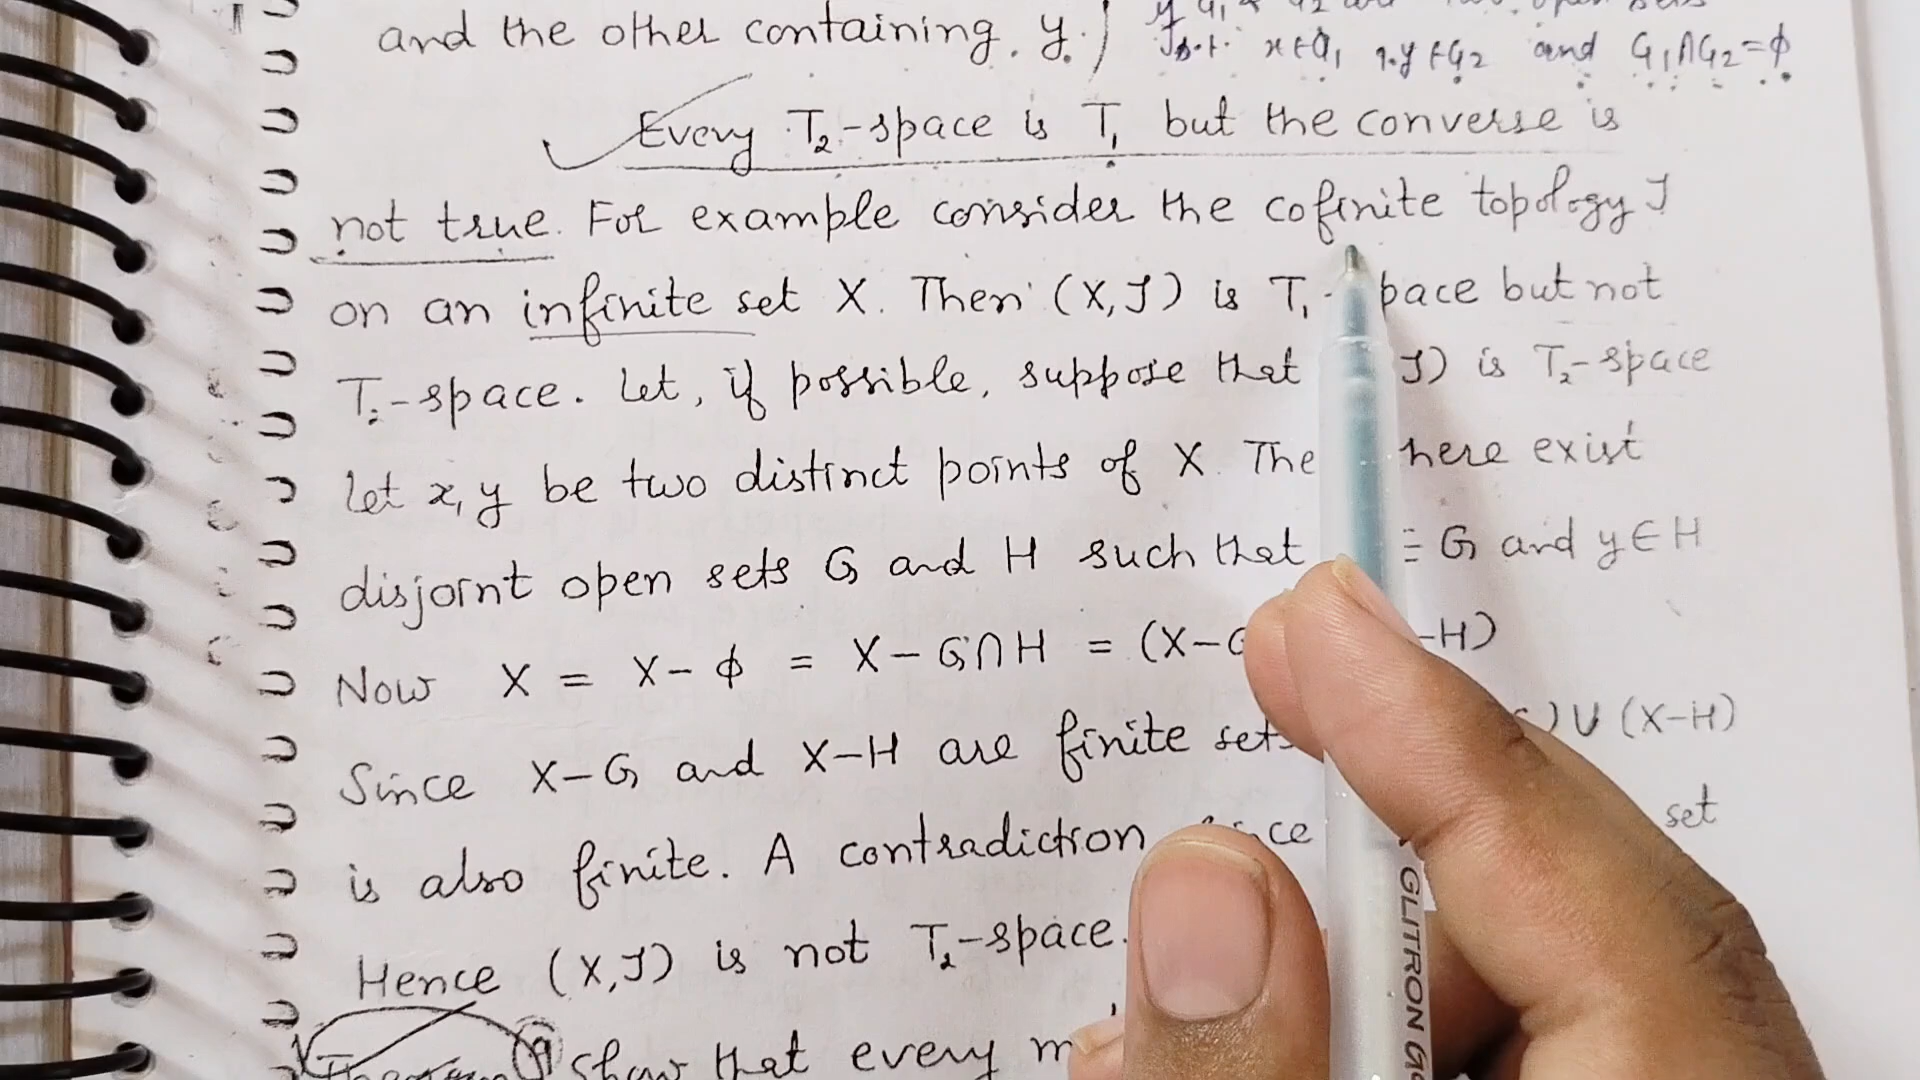 and the other containing y.)
s.t. x∈G₁ & y∈G₂ and G₁∩G₂=ϕ
Every T₂-space is T₁ but the converse is
not true. For example consider the cofinite topology J
on an infinite set X. Then (X,J) is T₁- pace but not
T₂-space. Let, if possible, suppose that J) is T₂-space
Let x, y be two distinct points of X. The here exist
disjoint open sets G and H such that G and y∈H
Now X = X-ϕ = X-G∩H = (X-G -H)
Since X-G and X-H are finite sets ) ∪ (X-H)
is also finite. A contradiction since set
Hence (X,J) is not T₂-space.
Show that every m
GLITRON